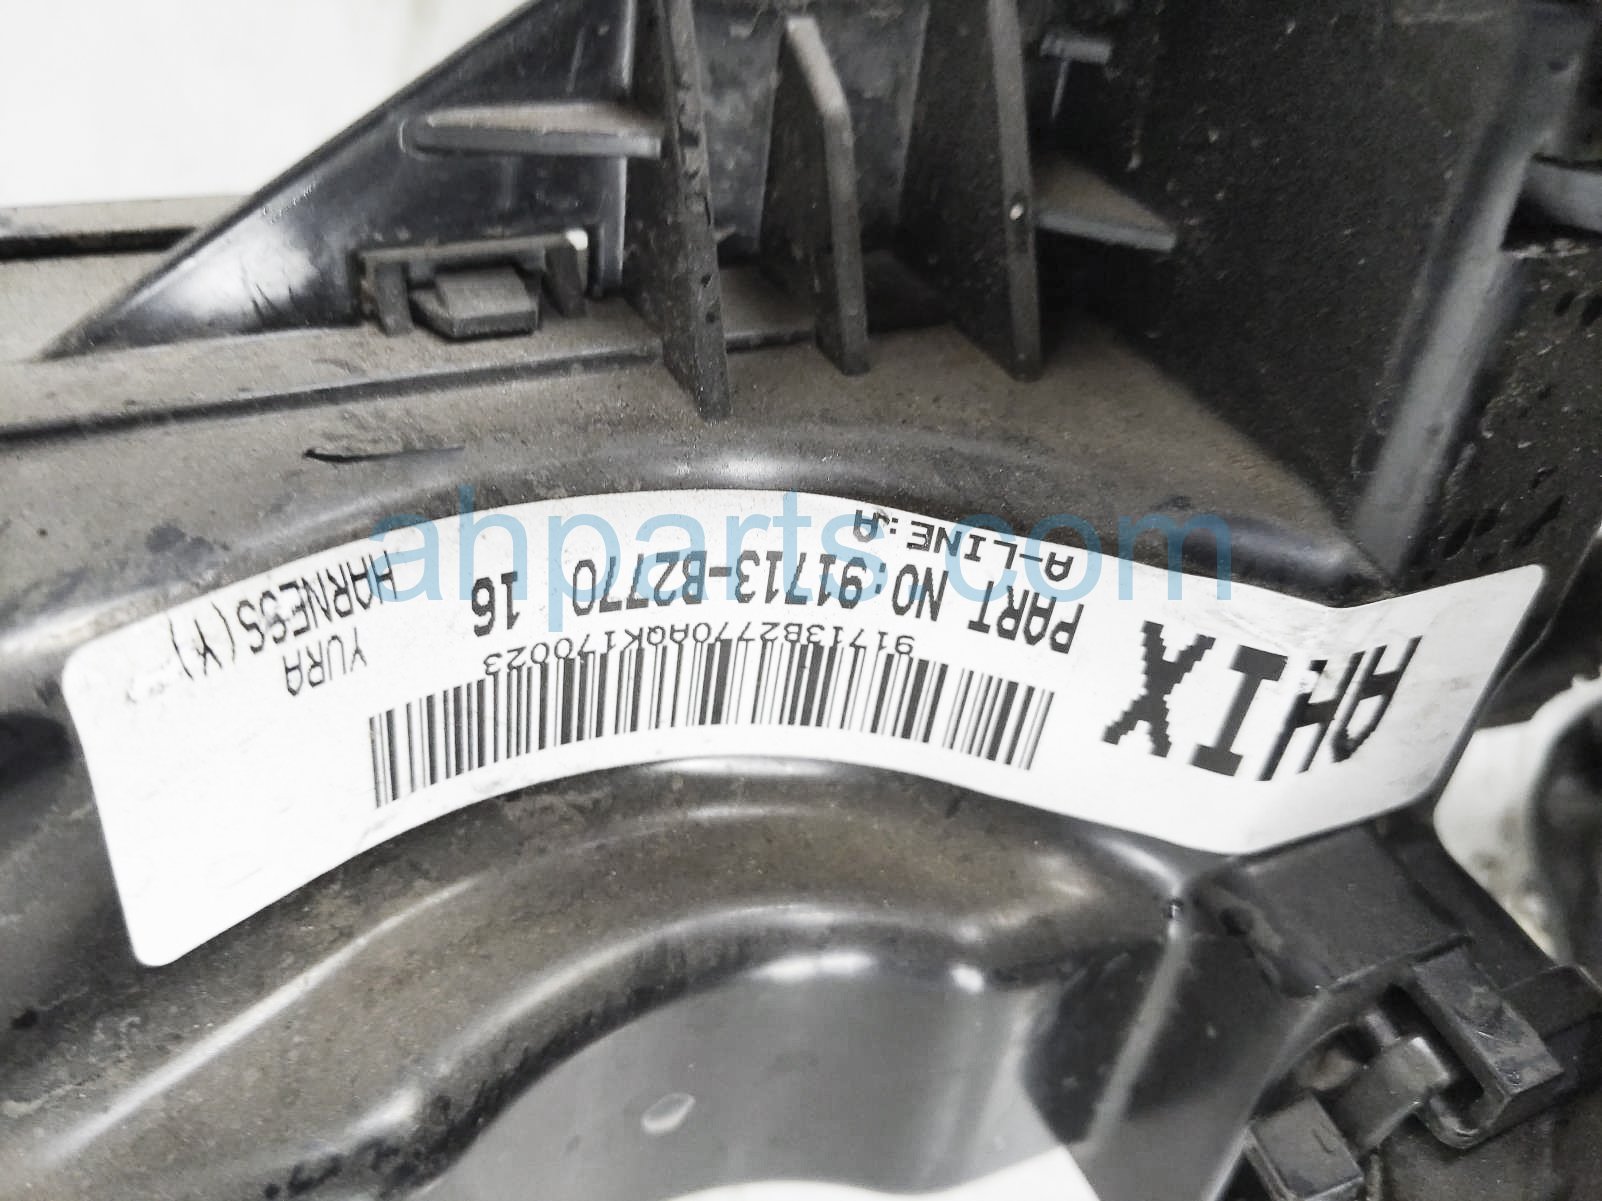 AHIX
91713B2770AQK170023
PART NO:91713-B2770 16
A-LINE:A
YURA
HARNESS(Y)
ahparts.com